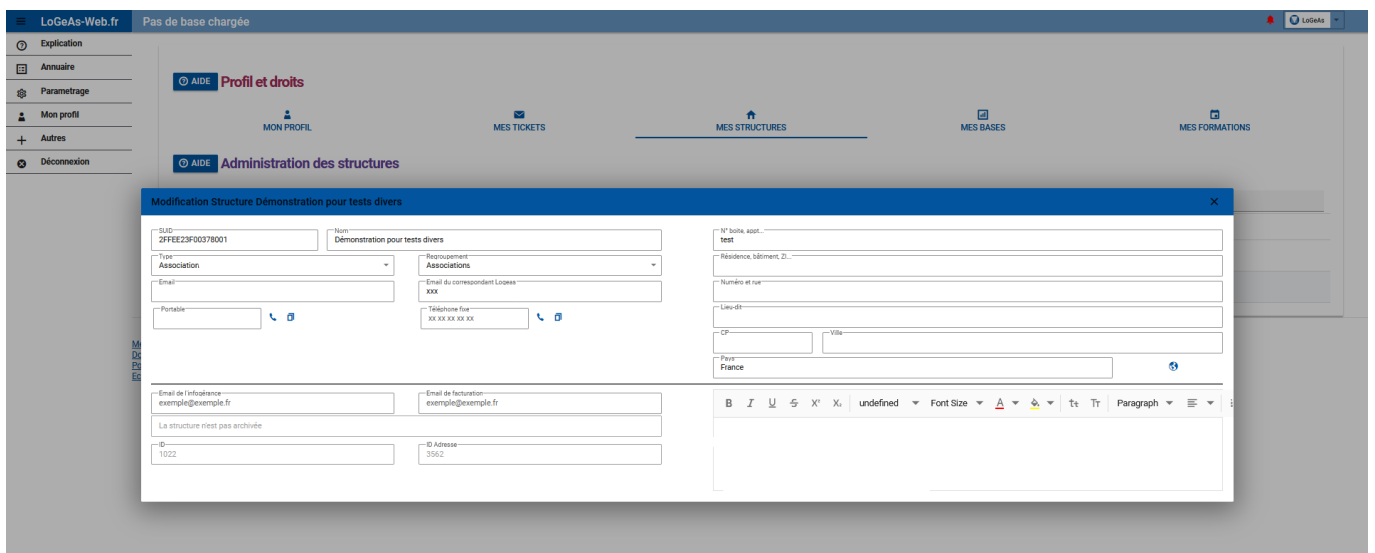 LoGeAs-Web.fr Pas de base chargée LoGeAs
Explication
Annuaire
Parametrage
Mon profil
Autres
Déconnexion
AIDE Profil et droits
MON PROFIL MES TICKETS MES STRUCTURES MES BASES MES FORMATIONS
AIDE Administration des structures
Modification Structure Démonstration pour tests divers
SUID Nom N° boite, appt...
2FFEE23F00378001 Démonstration pour tests divers test
Type Regroupement Résidence, bâtiment, ZI...
Association Associations
Email Email du correspondant Logeas Numéro et rue
xxx
Portable Téléphone fixe Lieu-dit
xx xx xx xx xx
CP Ville
Pays
France
Email de l'infogérance Email de facturation
exemple@exemple.fr exemple@exemple.fr
B I U S X² X₂ undefined Font Size A Tt TT Paragraph
La structure n'est pas archivée
ID ID Adresse
1022 3562